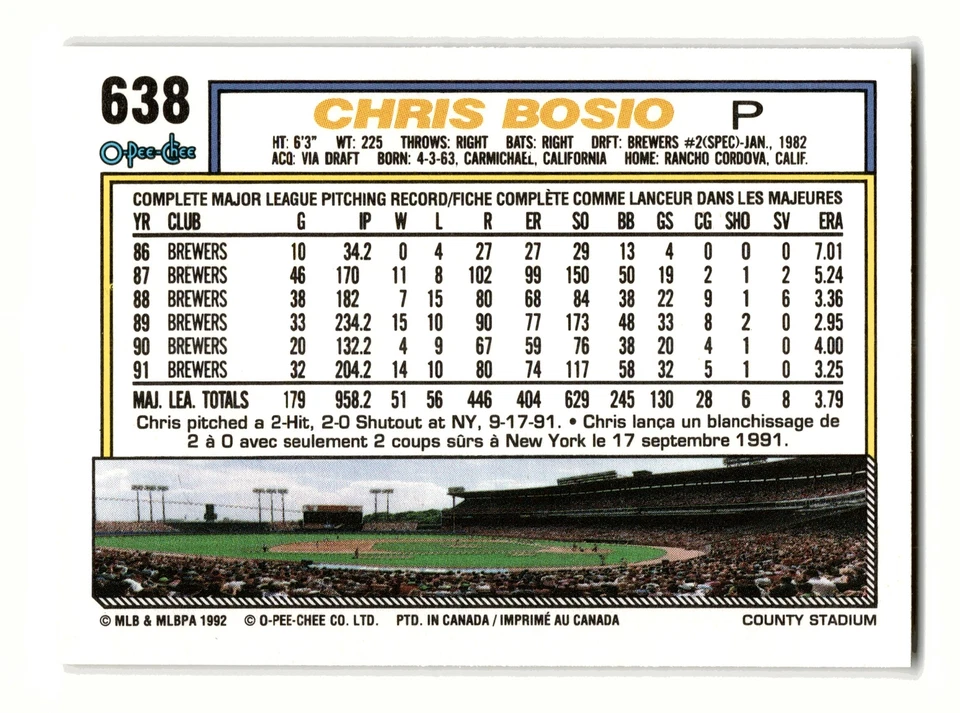 638
O-Pee-Chee
CHRIS BOSIO P
HT: 6'3" WT: 225 THROWS: RIGHT BATS: RIGHT DRFT: BREWERS #2(SPEC)-JAN., 1982
ACQ: VIA DRAFT BORN: 4-3-63, CARMICHAEL, CALIFORNIA HOME: RANCHO CORDOVA, CALIF.
COMPLETE MAJOR LEAGUE PITCHING RECORD/FICHE COMPLÈTE COMME LANCEUR DANS LES MAJEURES
YR CLUB G IP W L R ER SO BB GS CG SHO SV ERA
86 BREWERS 10 34.2 0 4 27 27 29 13 4 0 0 0 7.01
87 BREWERS 46 170 11 8 102 99 150 50 19 2 1 2 5.24
88 BREWERS 38 182 7 15 80 68 84 38 22 9 1 6 3.36
89 BREWERS 33 234.2 15 10 90 77 173 48 33 8 2 0 2.95
90 BREWERS 20 132.2 4 9 67 59 76 38 20 4 1 0 4.00
91 BREWERS 32 204.2 14 10 80 74 117 58 32 5 1 0 3.25
MAJ. LEA. TOTALS 179 958.2 51 56 446 404 629 245 130 28 6 8 3.79
Chris pitched a 2-Hit, 2-0 Shutout at NY, 9-17-91. • Chris lança un blanchissage de
2 à 0 avec seulement 2 coups sûrs à New York le 17 septembre 1991.
© MLB & MLBPA 1992 © O-PEE-CHEE CO. LTD. PTD. IN CANADA / IMPRIMÉ AU CANADA COUNTY STADIUM